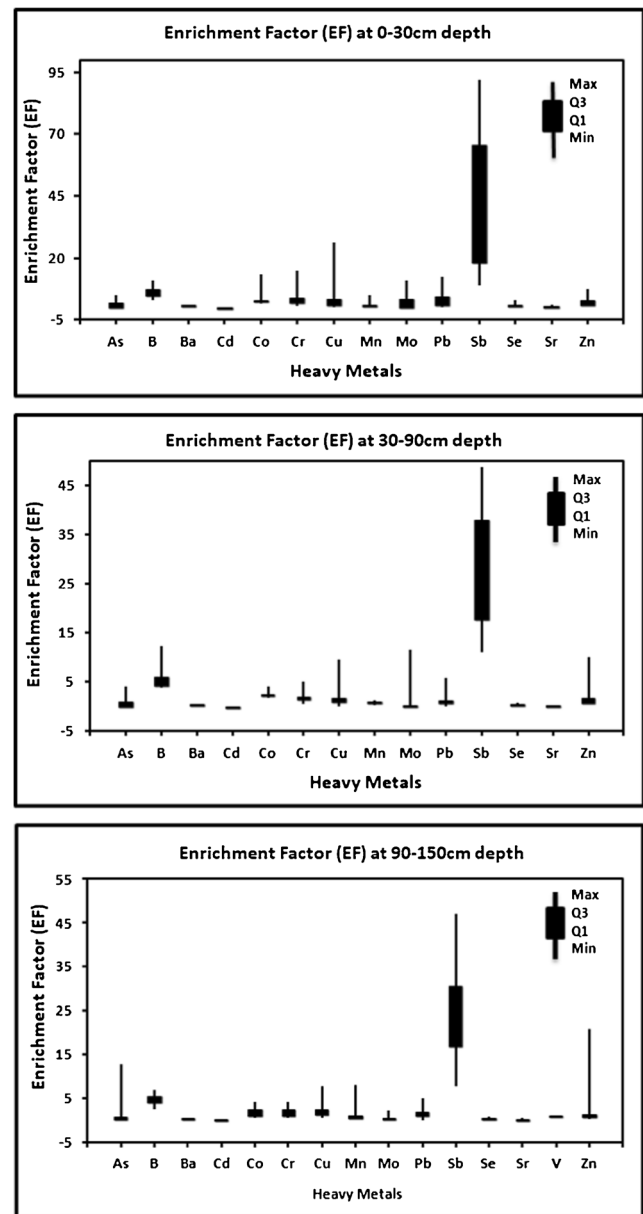 Enrichment Factor (EF) at 0-30cm depth
Enrichment Factor (EF)
95
70
45
20
-5
Max
Q3
Q1
Min
As B Ba Cd Co Cr Cu Mn Mo Pb Sb Se Sr Zn
Heavy Metals
Enrichment Factor (EF) at 30-90cm depth
Enrichment Factor (EF)
45
35
25
15
5
-5
Max
Q3
Q1
Min
As B Ba Cd Co Cr Cu Mn Mo Pb Sb Se Sr Zn
Heavy Metals
Enrichment Factor (EF) at 90-150cm depth
Enrichment Factor (EF)
55
45
35
25
15
5
-5
Max
Q3
Q1
Min
As B Ba Cd Co Cr Cu Mn Mo Pb Sb Se Sr V Zn
Heavy Metals